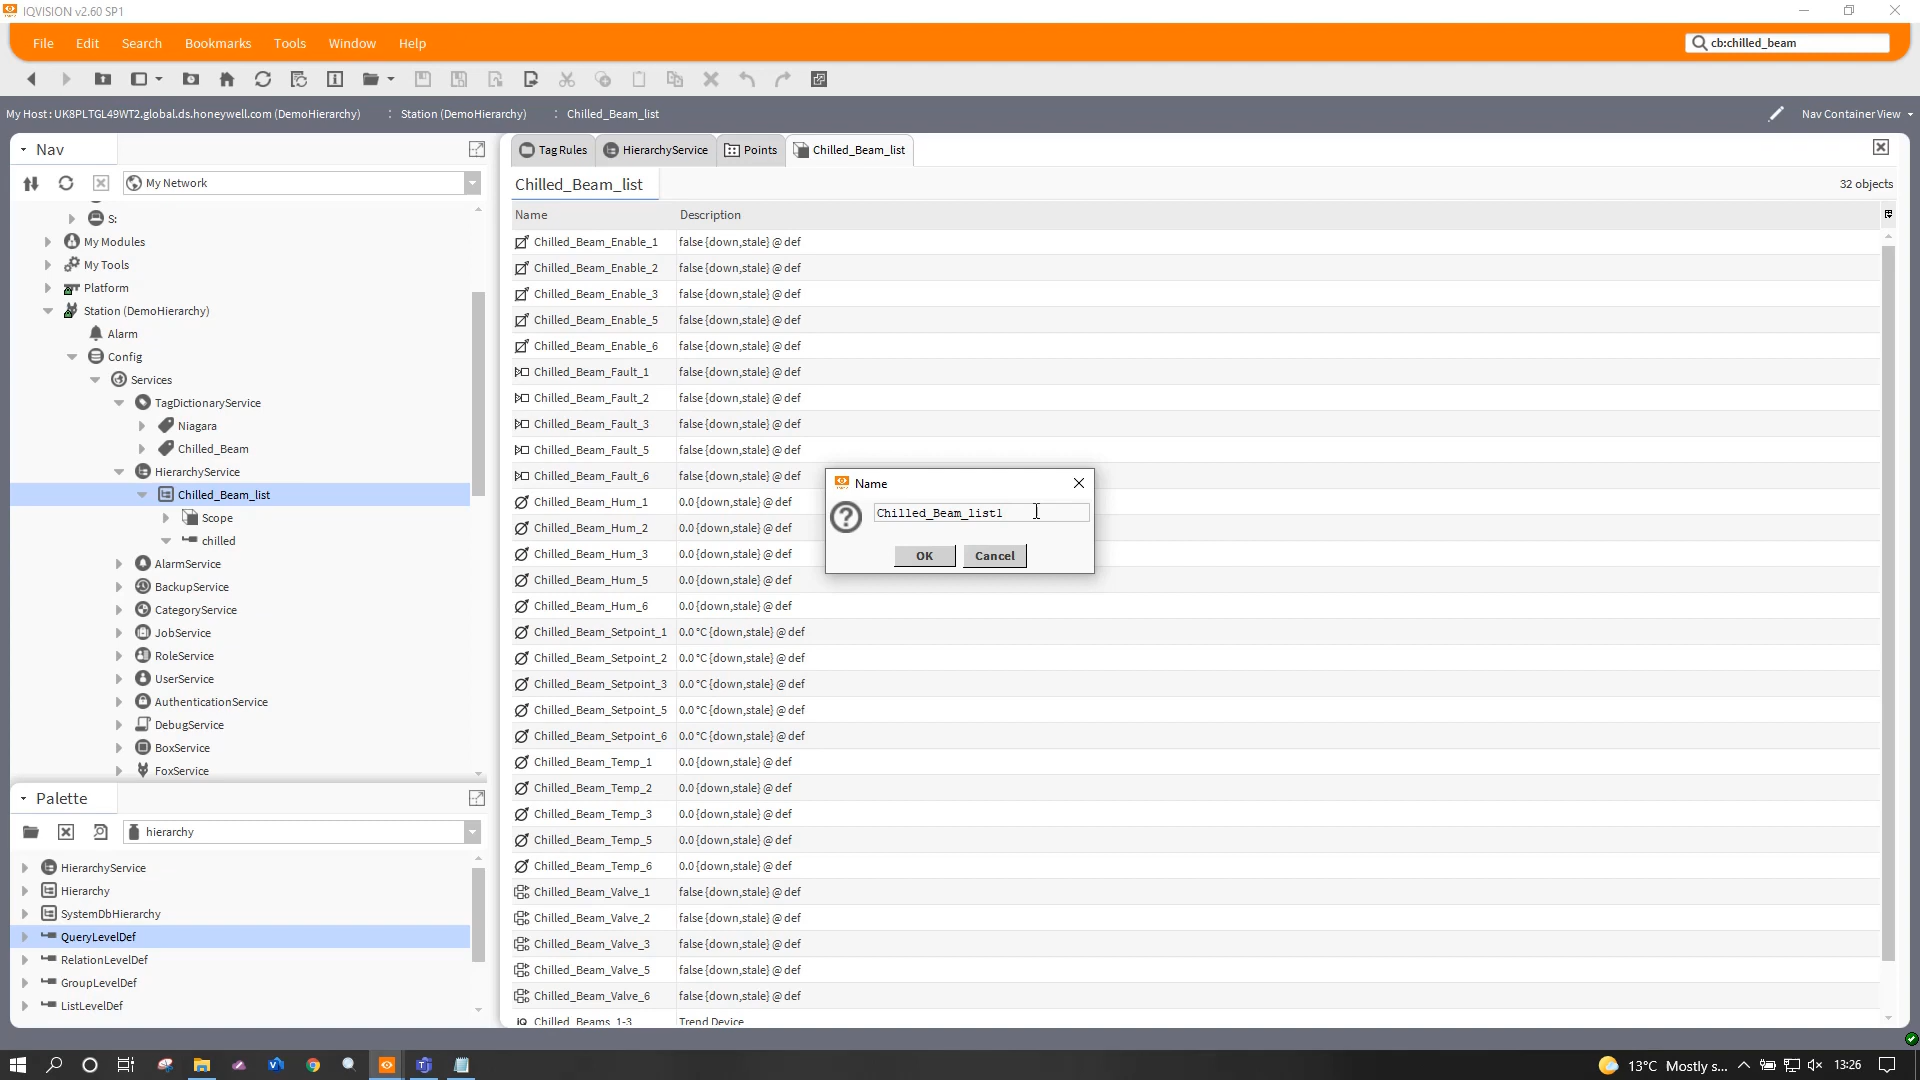 IQVISION v2.60 SP1
File Edit Search Bookmarks Tools Window Help
cb:chilled_beam
My Host : UK8PLTGL49WT2.global.ds.honeywell.com (DemoHierarchy) : Station (DemoHierarchy) : Chilled_Beam_list
Nav Container View
Nav
My Network
S:
My Modules
My Tools
Platform
Station (DemoHierarchy)
Alarm
Config
Services
TagDictionaryService
Niagara
Chilled_Beam
HierarchyService
Chilled_Beam_list
Scope
chilled
AlarmService
BackupService
CategoryService
JobService
RoleService
UserService
AuthenticationService
DebugService
BoxService
FoxService
Palette
hierarchy
HierarchyService
Hierarchy
SystemDbHierarchy
QueryLevelDef
RelationLevelDef
GroupLevelDef
ListLevelDef
Tag Rules HierarchyService Points Chilled_Beam_list
Chilled_Beam_list 32 objects
Name Description
Chilled_Beam_Enable_1 false {down,stale} @ def
Chilled_Beam_Enable_2 false {down,stale} @ def
Chilled_Beam_Enable_3 false {down,stale} @ def
Chilled_Beam_Enable_5 false {down,stale} @ def
Chilled_Beam_Enable_6 false {down,stale} @ def
Chilled_Beam_Fault_1 false {down,stale} @ def
Chilled_Beam_Fault_2 false {down,stale} @ def
Chilled_Beam_Fault_3 false {down,stale} @ def
Chilled_Beam_Fault_5 false {down,stale} @ def
Chilled_Beam_Fault_6 false {down,stale} @ def
Chilled_Beam_Hum_1 0.0 {down,stale} @ def
Chilled_Beam_Hum_2 0.0 {down,stale} @ def
Chilled_Beam_Hum_3 0.0 {down,stale} @ def
Chilled_Beam_Hum_5 0.0 {down,stale} @ def
Chilled_Beam_Hum_6 0.0 {down,stale} @ def
Chilled_Beam_Setpoint_1 0.0 °C {down,stale} @ def
Chilled_Beam_Setpoint_2 0.0 °C {down,stale} @ def
Chilled_Beam_Setpoint_3 0.0 °C {down,stale} @ def
Chilled_Beam_Setpoint_5 0.0 °C {down,stale} @ def
Chilled_Beam_Setpoint_6 0.0 °C {down,stale} @ def
Chilled_Beam_Temp_1 0.0 {down,stale} @ def
Chilled_Beam_Temp_2 0.0 {down,stale} @ def
Chilled_Beam_Temp_3 0.0 {down,stale} @ def
Chilled_Beam_Temp_5 0.0 {down,stale} @ def
Chilled_Beam_Temp_6 0.0 {down,stale} @ def
Chilled_Beam_Valve_1 false {down,stale} @ def
Chilled_Beam_Valve_2 false {down,stale} @ def
Chilled_Beam_Valve_3 false {down,stale} @ def
Chilled_Beam_Valve_5 false {down,stale} @ def
Chilled_Beam_Valve_6 false {down,stale} @ def
Chilled_Beams_1-3 Trend Device
Name
Chilled_Beam_list1
OK Cancel
13°C Mostly s... 13:26